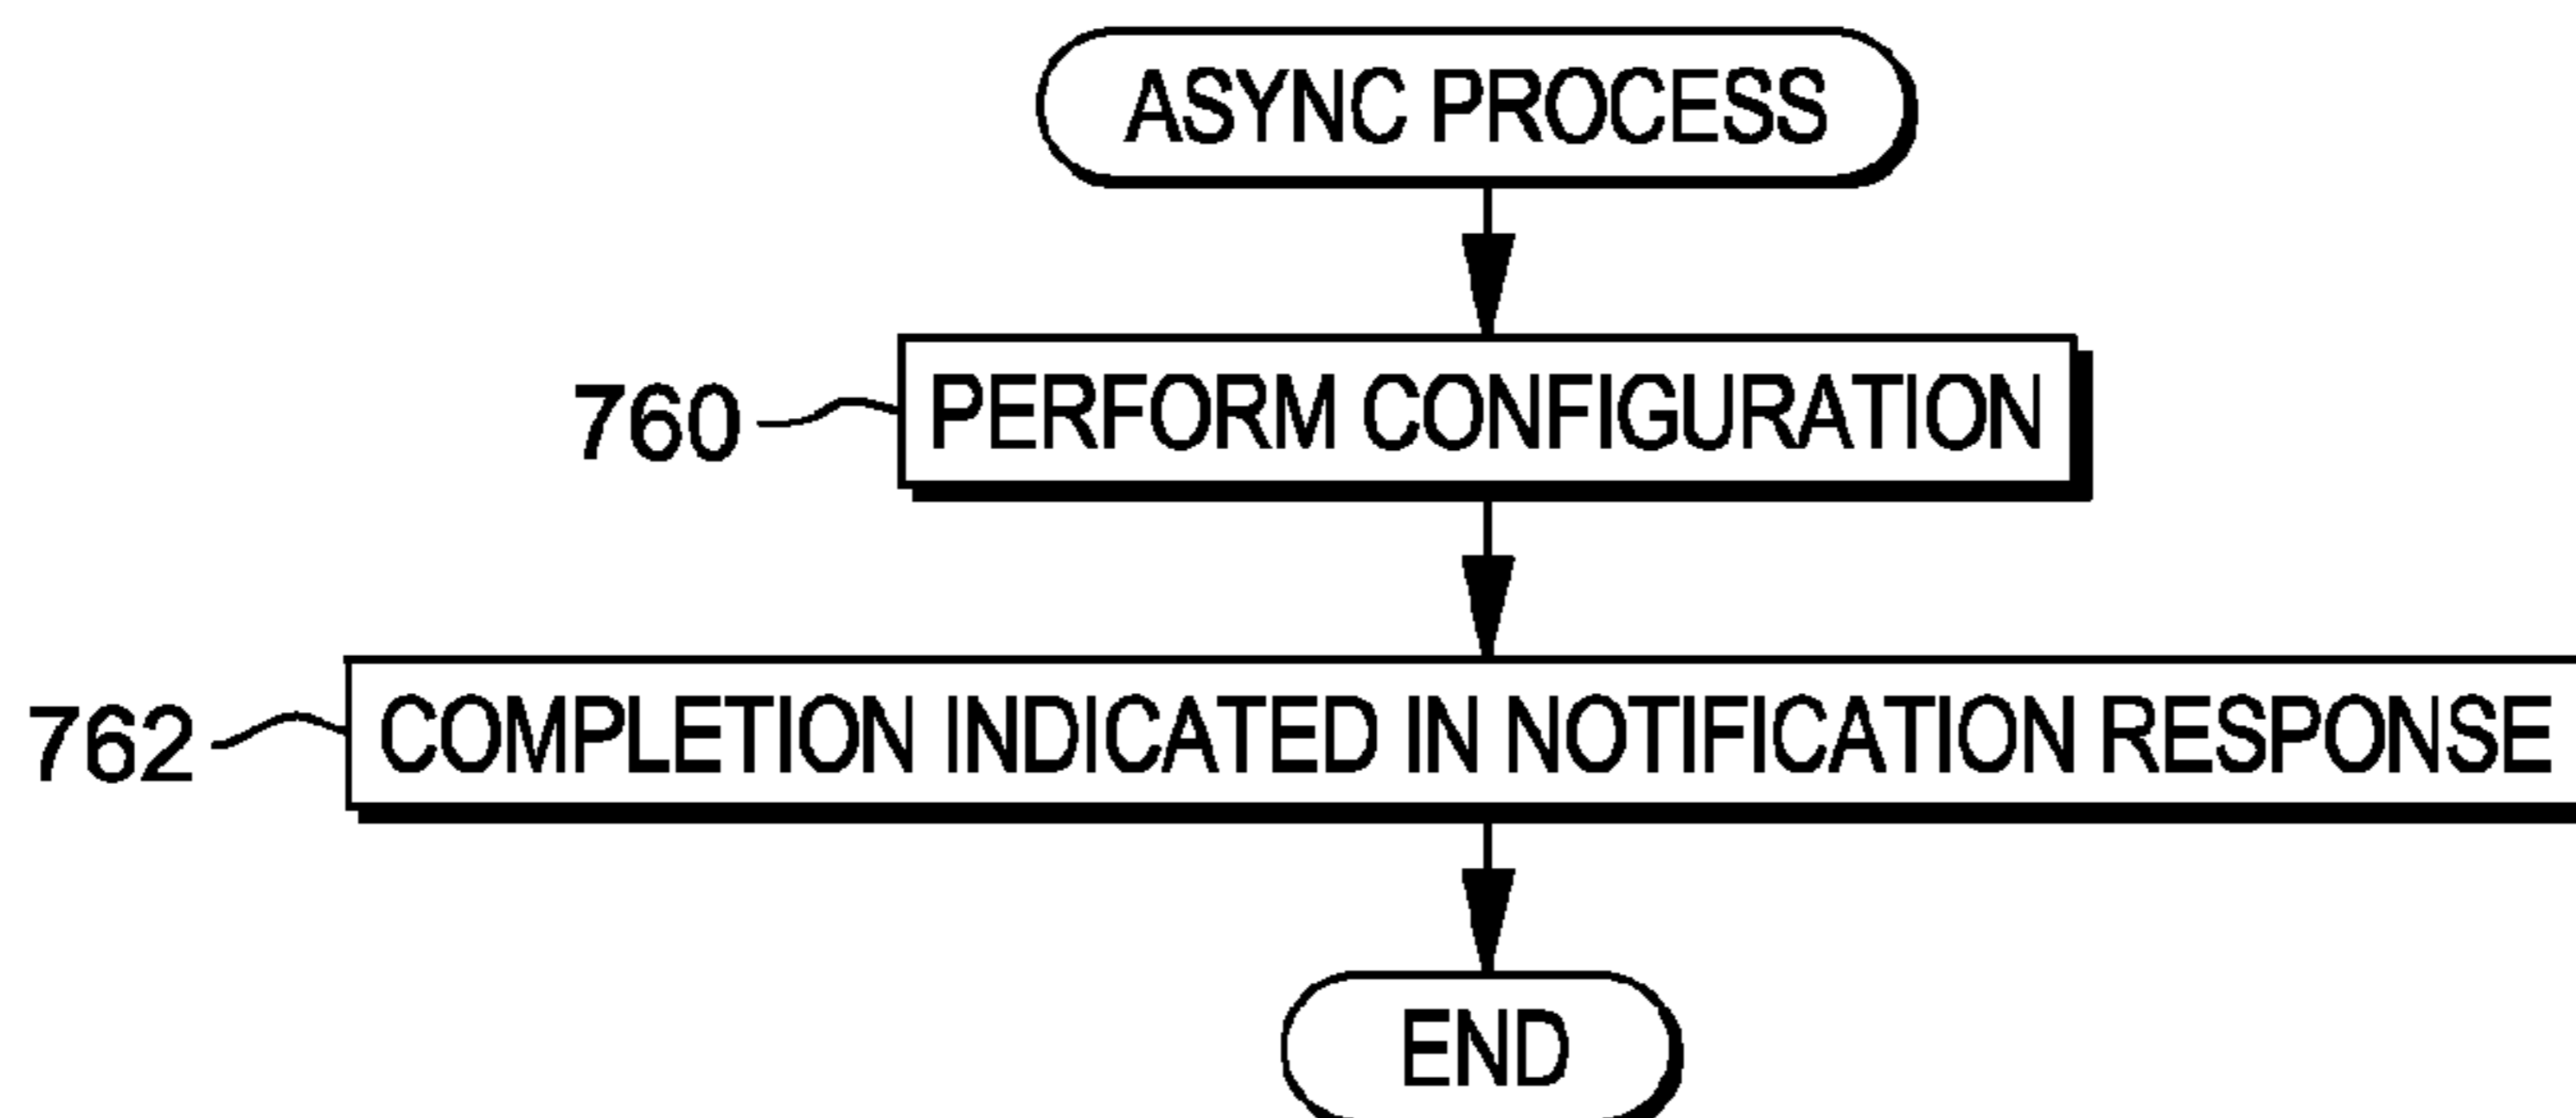 ASYNC PROCESS
760 PERFORM CONFIGURATION
762 COMPLETION INDICATED IN NOTIFICATION RESPONSE
END